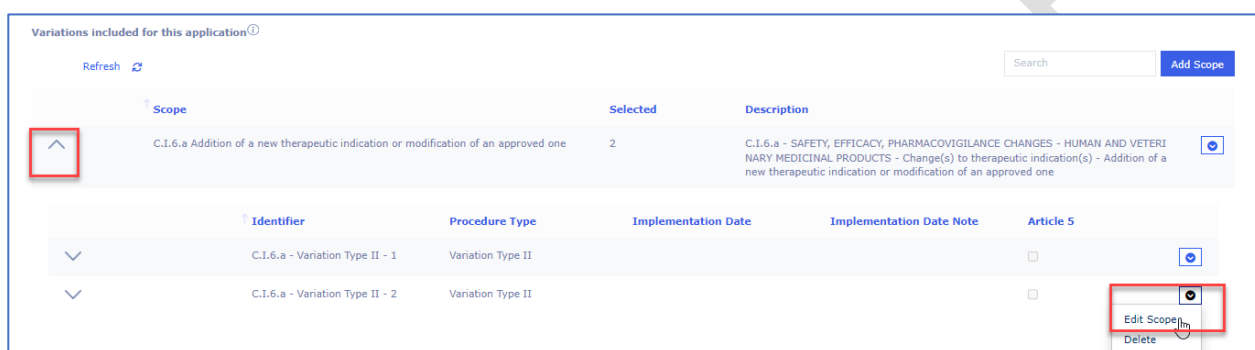 Variations included for this application
Refresh
Search
Add Scope
Scope Selected Description
C.I.6.a Addition of a new therapeutic indication or modification of an approved one 2 C.I.6.a - SAFETY, EFFICACY, PHARMACOVIGILANCE CHANGES - HUMAN AND VETERI
NARY MEDICINAL PRODUCTS - Change(s) to therapeutic indication(s) - Addition of a
new therapeutic indication or modification of an approved one
Identifier Procedure Type Implementation Date Implementation Date Note Article 5
C.I.6.a - Variation Type II - 1 Variation Type II
C.I.6.a - Variation Type II - 2 Variation Type II
Edit Scope
Delete